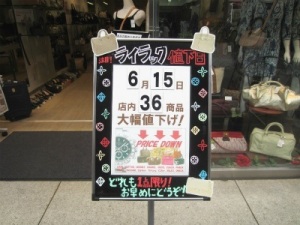 ライラック値下日
6月15日
店内36商品
大幅値下げ!
PRICE DOWN
どれも1点限り!
お早めにどうぞ!